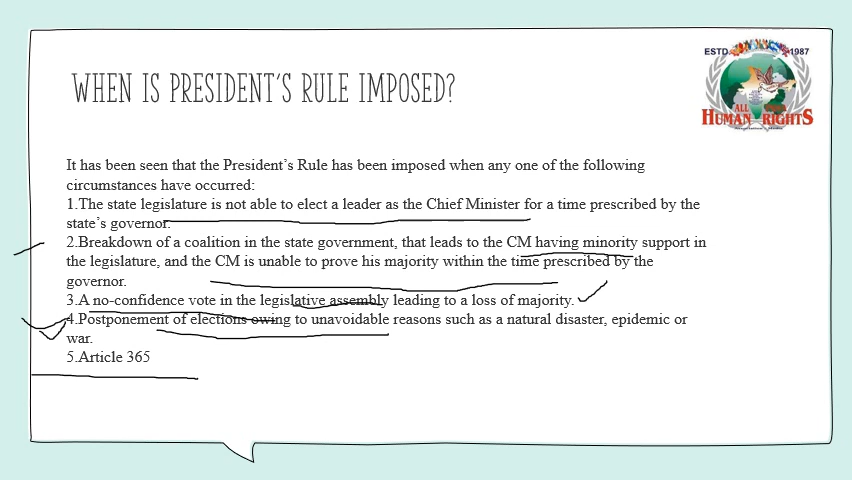 ESTD 1987
ALL
HUMAN RIGHTS
WHEN IS PRESIDENT'S RULE IMPOSED?
It has been seen that the President's Rule has been imposed when any one of the following
circumstances have occurred:
1.The state legislature is not able to elect a leader as the Chief Minister for a time prescribed by the
state's governor.
2.Breakdown of a coalition in the state government, that leads to the CM having minority support in
the legislature, and the CM is unable to prove his majority within the time prescribed by the
governor.
3.A no-confidence vote in the legislative assembly leading to a loss of majority.
4.Postponement of elections owing to unavoidable reasons such as a natural disaster, epidemic or
war.
5.Article 365